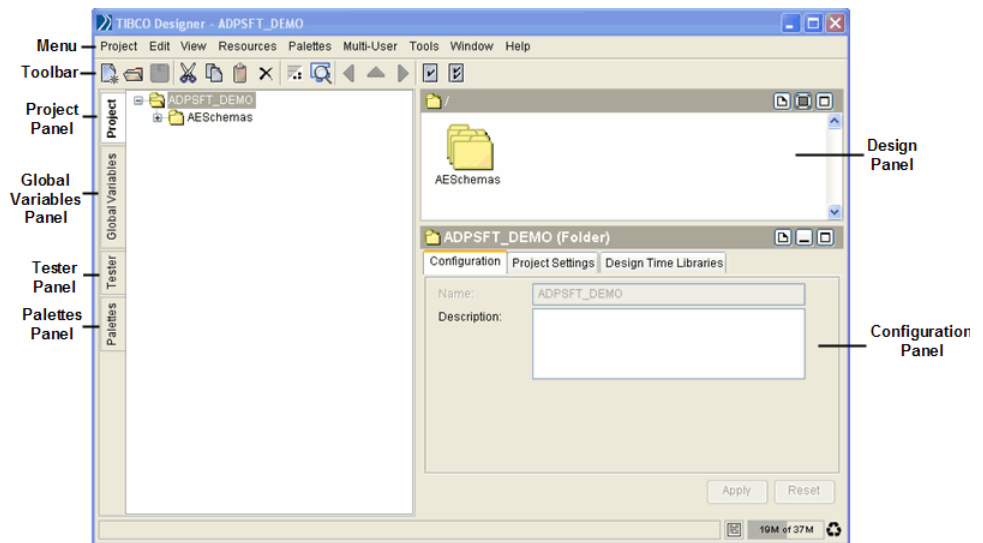 TIBCO Designer - ADPSFT_DEMO
Menu
Project Edit View Resources Palettes Multi-User Tools Window Help
Toolbar
Project Panel
Project
ADPSFT_DEMO
AESchemas
/
AESchemas
Design Panel
Global Variables Panel
Global Variables
Tester Panel
Tester
Palettes Panel
Palettes
ADPSFT_DEMO (Folder)
Configuration Project Settings Design Time Libraries
Name: ADPSFT_DEMO
Description:
Configuration Panel
Apply Reset
19M of 37M